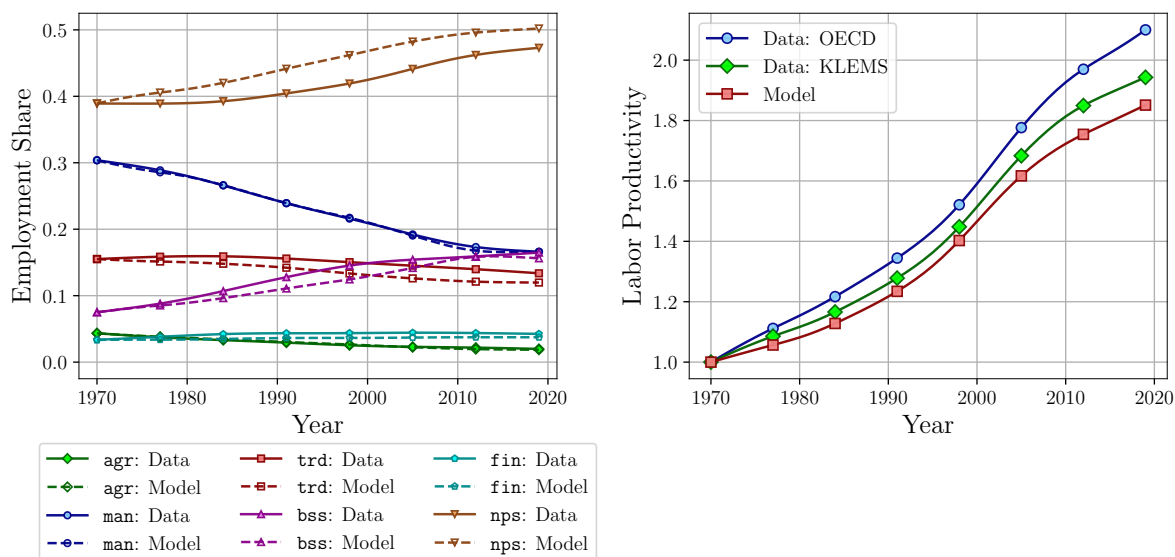 Employment Share
0.5
0.4
0.3
0.2
0.1
0.0
1970 1980 1990 2000 2010 2020
Year
agr: Data
agr: Model
man: Data
man: Model
trd: Data
trd: Model
bss: Data
bss: Model
fin: Data
fin: Model
nps: Data
nps: Model
Labor Productivity
2.0
1.8
1.6
1.4
1.2
1.0
1970 1980 1990 2000 2010 2020
Year
Data: OECD
Data: KLEMS
Model